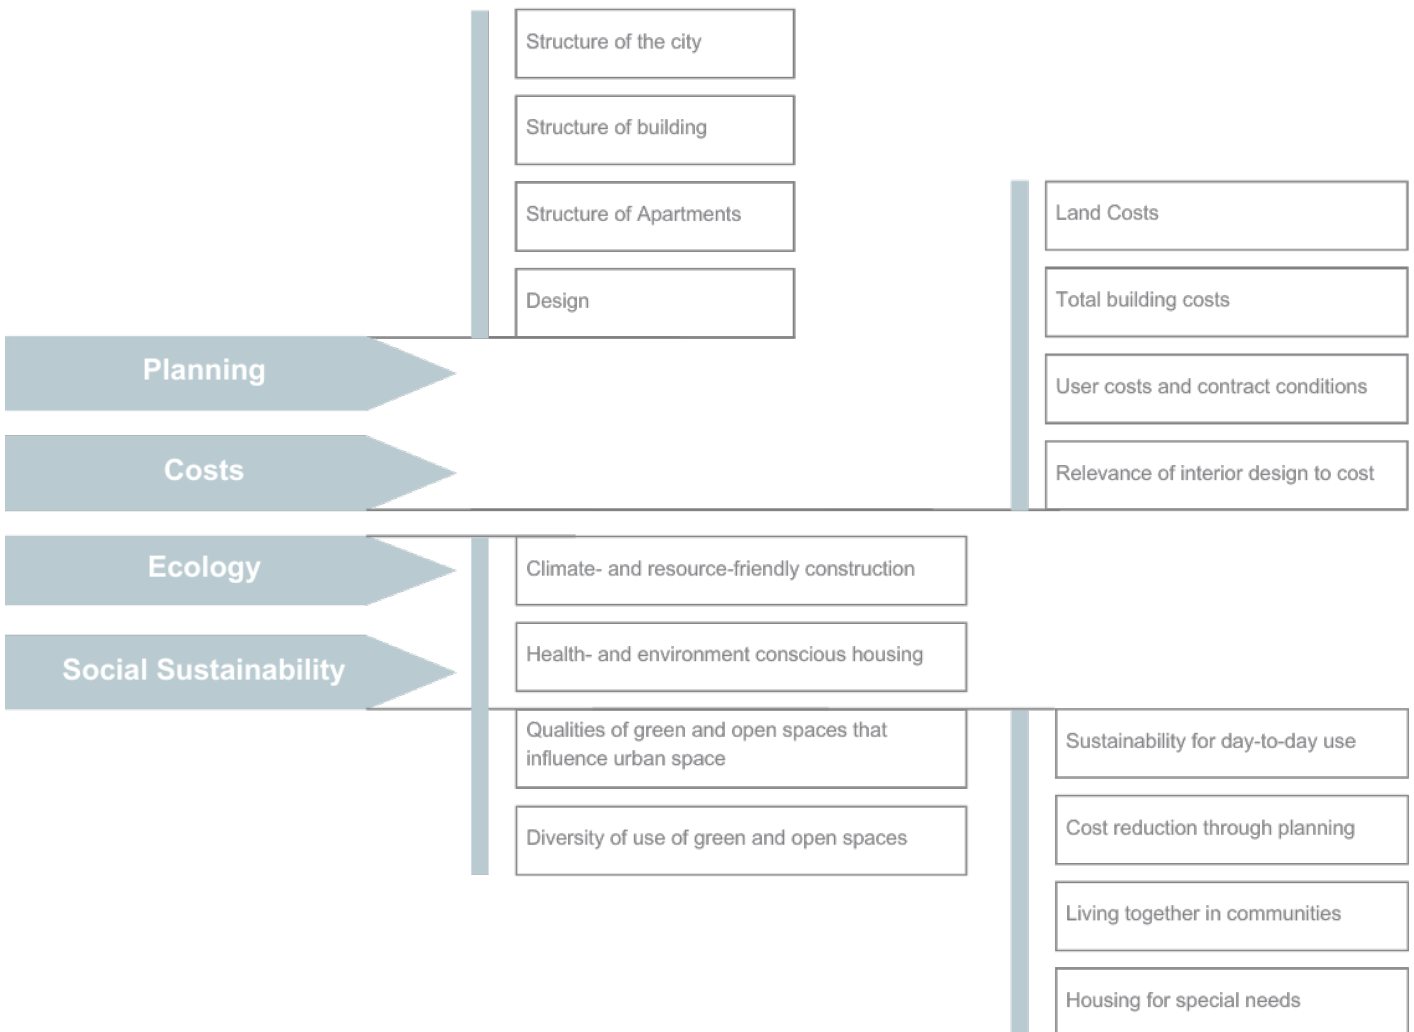 Structure of the city
Structure of building
Structure of Apartments
Design
Planning
Land Costs
Total building costs
User costs and contract conditions
Relevance of interior design to cost
Costs
Ecology
Climate- and resource-friendly construction
Health- and environment conscious housing
Qualities of green and open spaces that
influence urban space
Diversity of use of green and open spaces
Social Sustainability
Sustainability for day-to-day use
Cost reduction through planning
Living together in communities
Housing for special needs